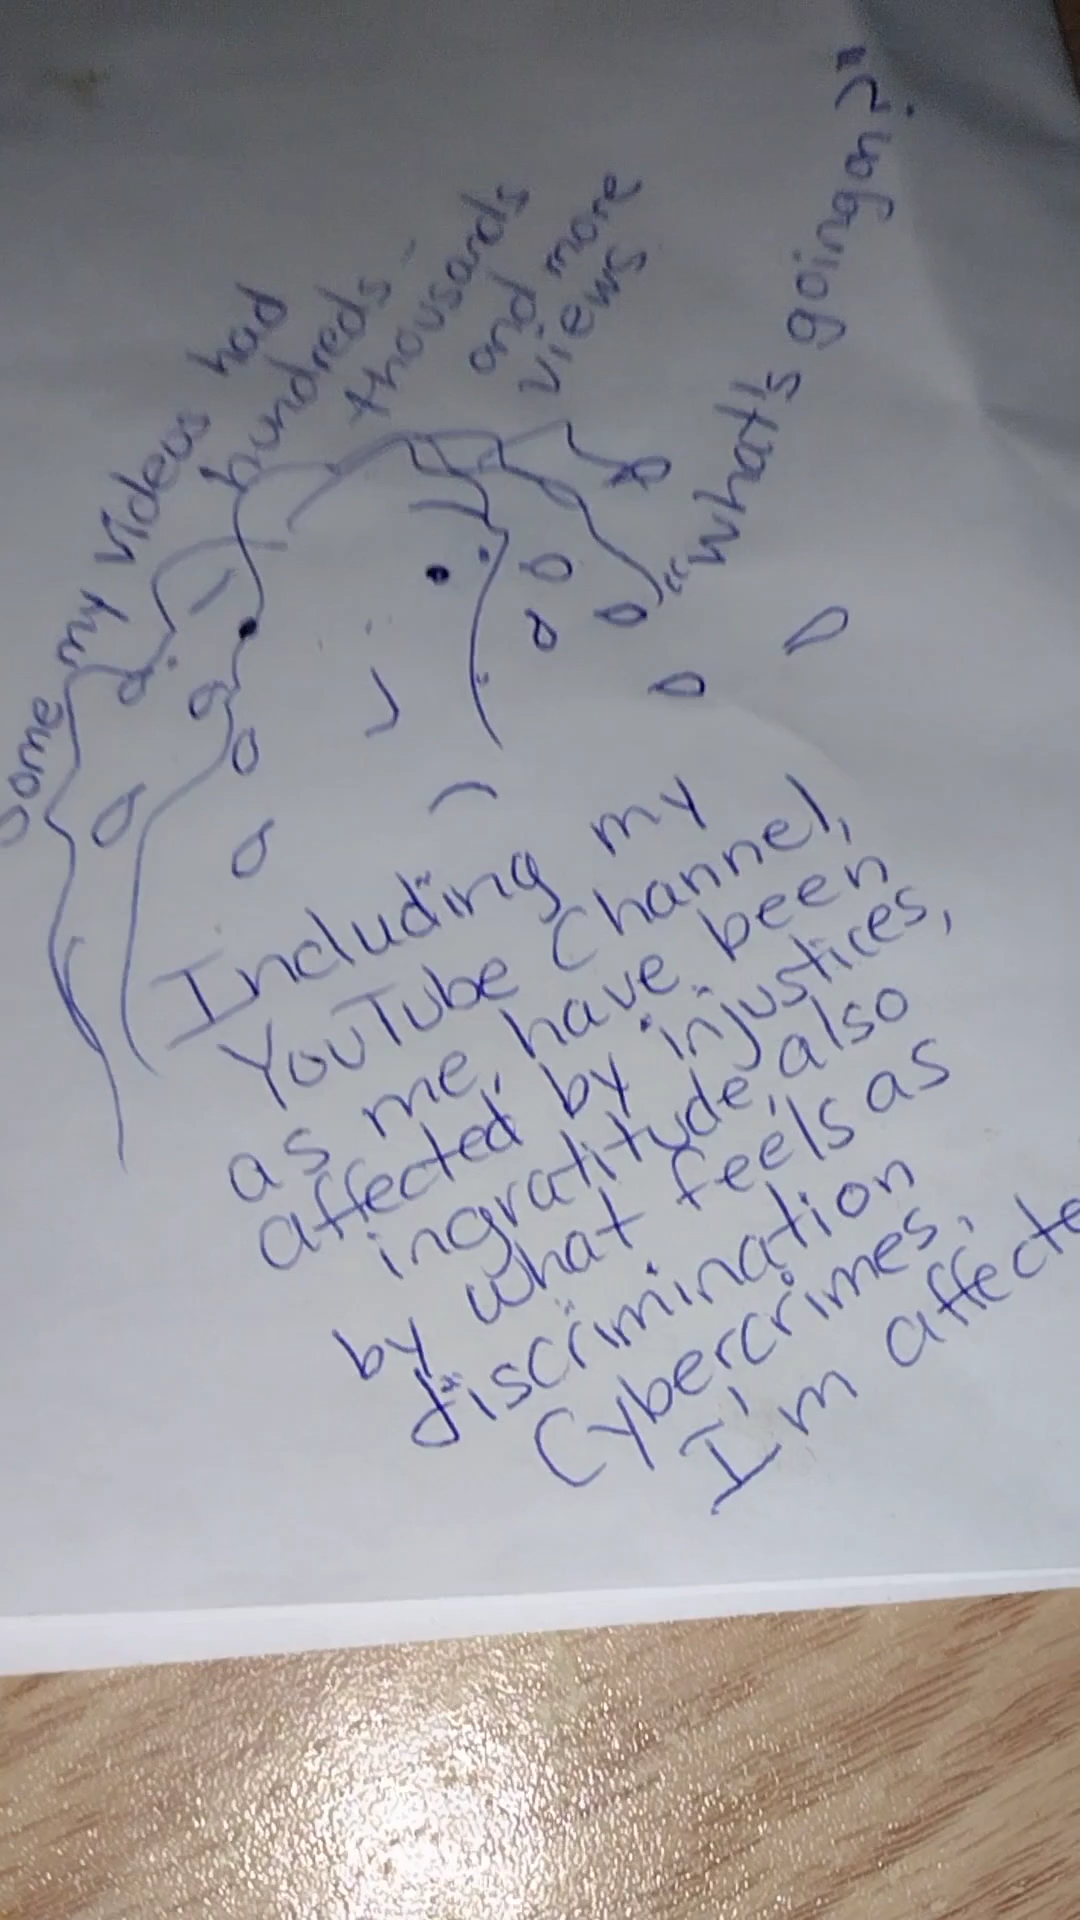 Some my videos had
hundreds -
thousands
and more
views
"what's going on?"
Including my
YouTube Channel,
as me, have been
affected by injustices,
ingratitude, also
by what feels as
discrimination
Cybercrimes,
I'm affecte